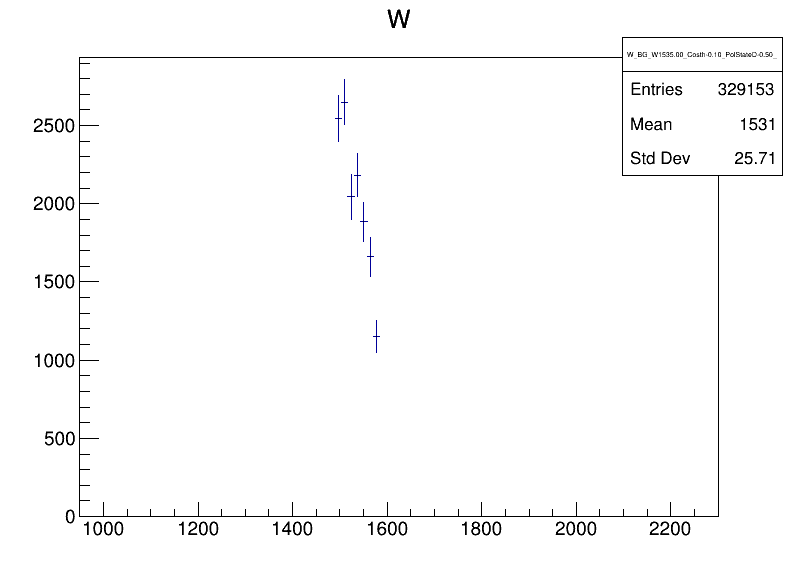 W
W_BG_W1535.00_Costh-0.10_PolStateD-0.50_
Entries 329153
Mean 1531
Std Dev 25.71
2500
2000
1500
1000
500
0
1000 1200 1400 1600 1800 2000 2200